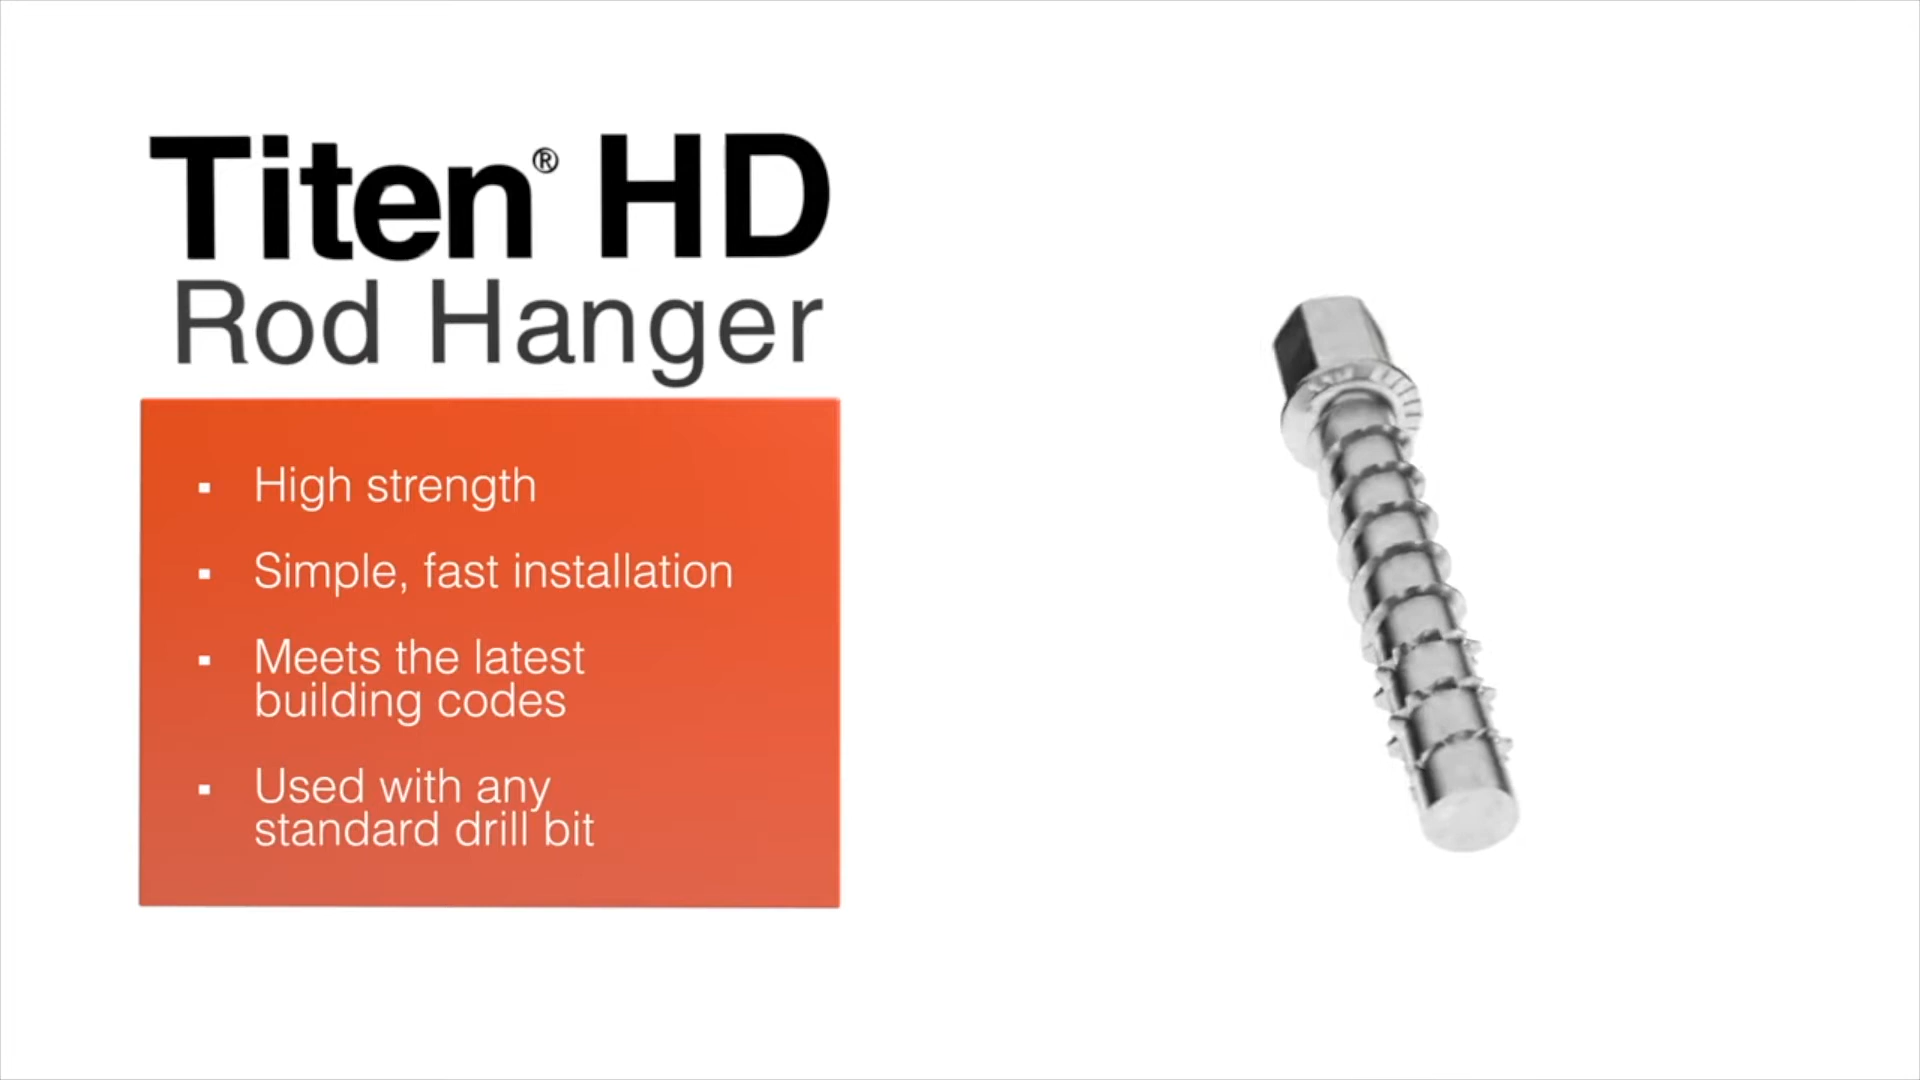 Titen® HD
Rod Hanger
▪ High strength
▪ Simple, fast installation
▪ Meets the latest
building codes
▪ Used with any
standard drill bit